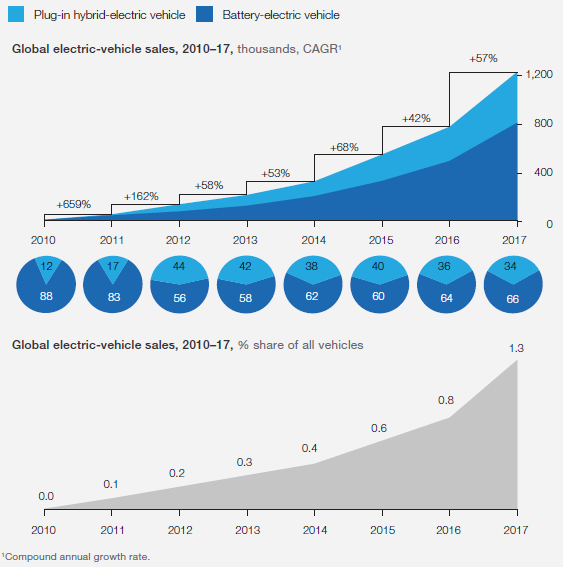 Plug-in hybrid-electric vehicle Battery-electric vehicle
Global electric-vehicle sales, 2010–17, thousands, CAGR¹
+57%
1,200
+42%
800
+68%
+53%
+58%
400
+162%
+659%
0
2010 2011 2012 2013 2014 2015 2016 2017
12 17 44 42 38 40 36 34
88 83 56 58 62 60 64 66
Global electric-vehicle sales, 2010–17, % share of all vehicles
1.3
0.8
0.6
0.4
0.3
0.2
0.1
0.0
2010 2011 2012 2013 2014 2015 2016 2017
¹Compound annual growth rate.